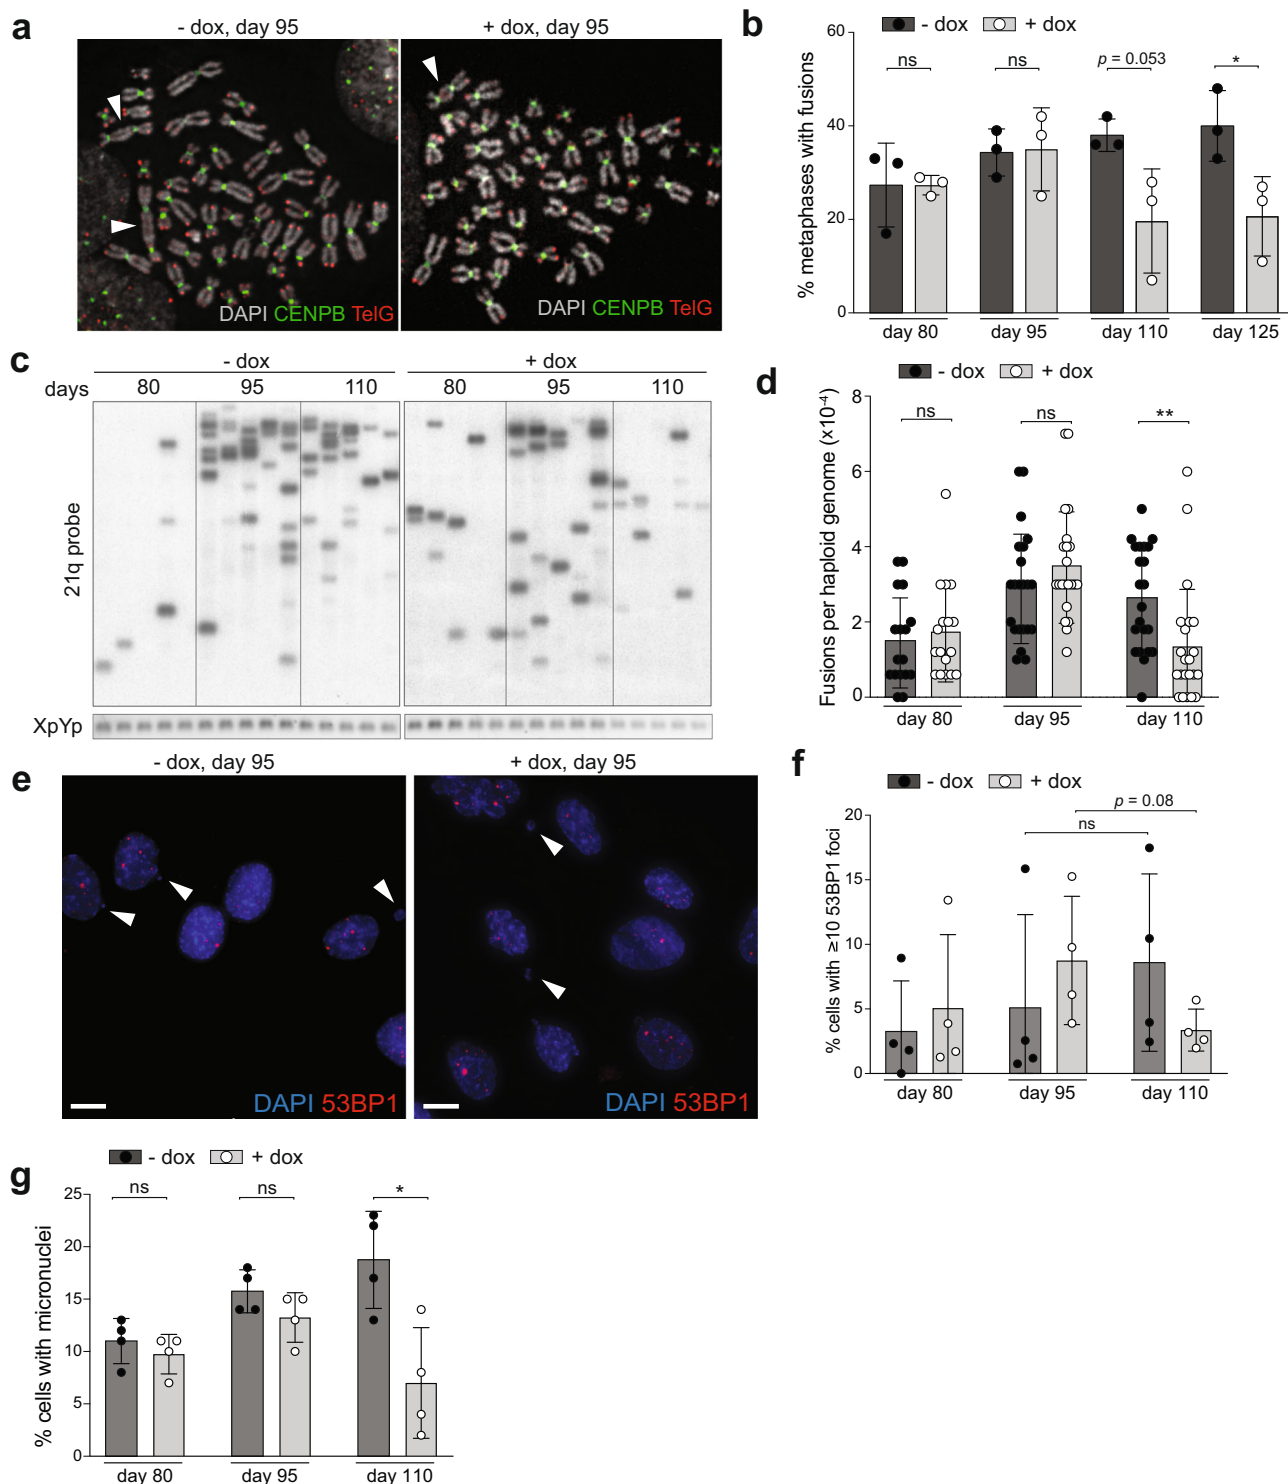 a
- dox, day 95
+ dox, day 95
DAPI CENPB TelG
DAPI CENPB TelG
b
- dox
+ dox
% metaphases with fusions
60
40
20
0
ns
ns
p = 0.053
*
day 80
day 95
day 110
day 125
c
- dox
+ dox
days
80
95
110
80
95
110
21q probe
XpYp
d
- dox
+ dox
Fusions per haploid genome (×10-4)
8
6
4
2
0
ns
ns
**
day 80
day 95
day 110
e
- dox, day 95
+ dox, day 95
DAPI 53BP1
DAPI 53BP1
f
- dox
+ dox
% cells with ≥10 53BP1 foci
20
15
10
5
0
p = 0.08
ns
day 80
day 95
day 110
g
- dox
+ dox
% cells with micronuclei
25
20
15
10
5
0
ns
ns
*
day 80
day 95
day 110